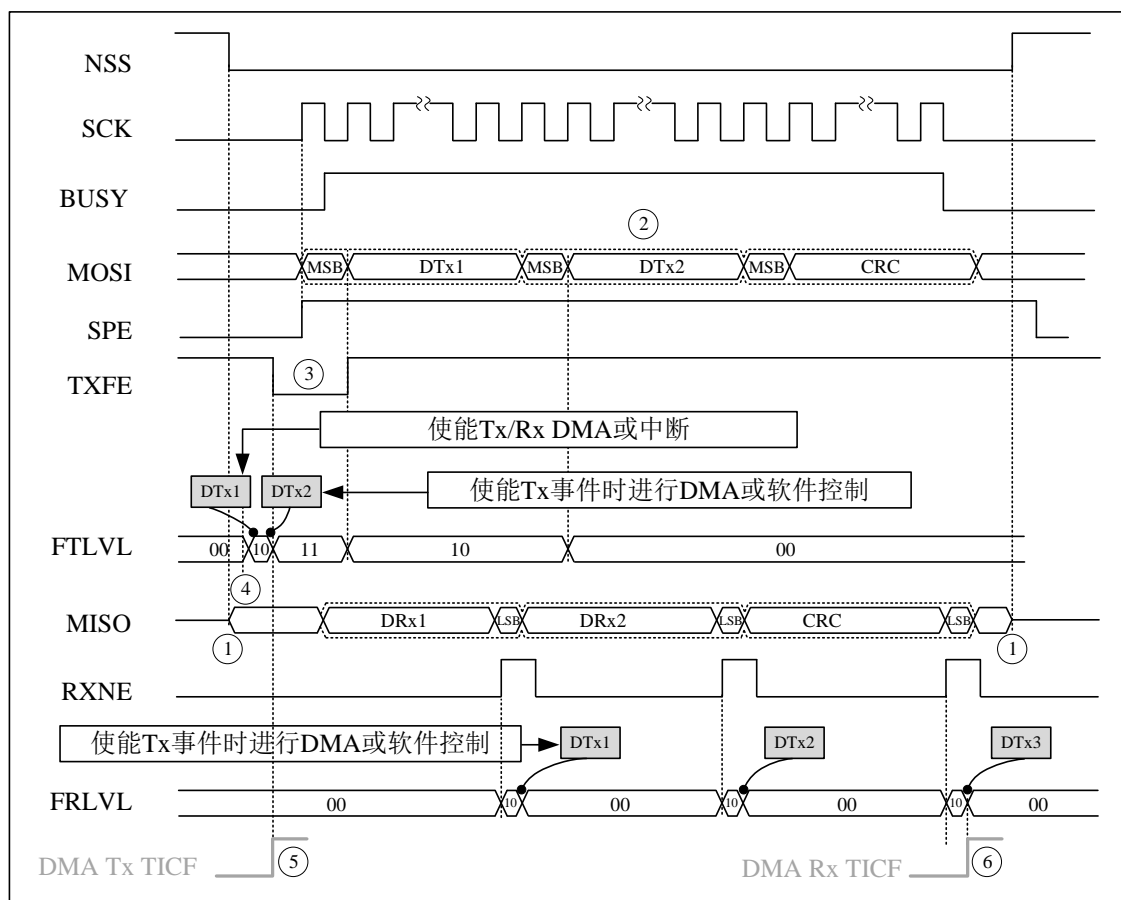 NSS
SCK
BUSY
②
MOSI
MSB DTx1 MSB DTx2 MSB CRC
SPE
TXFE
③
使能Tx/Rx DMA或中断
DTx1 DTx2
使能Tx事件时进行DMA或软件控制
FTLVL
00 10 11 10 00
④
MISO
DRx1 LSB DRx2 LSB CRC LSB
① ①
RXNE
使能Tx事件时进行DMA或软件控制
DTx1 DTx2 DTx3
FRLVL
00 10 00 10 00 10 00
DMA Tx TICF ⑤
DMA Rx TICF ⑥